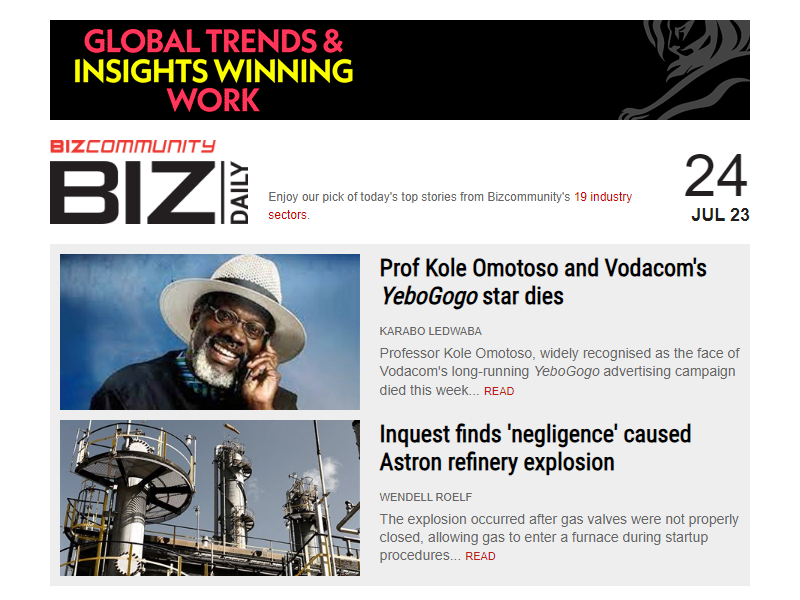 GLOBAL TRENDS &
INSIGHTS WINNING
WORK
BIZCOMMUNITY
BIZ DAILY
Enjoy our pick of today's top stories from Bizcommunity's 19 industry
sectors.
24
JUL 23
Prof Kole Omotoso and Vodacom's
YeboGogo star dies
KARABO LEDWABA
Professor Kole Omotoso, widely recognised as the face of
Vodacom's long-running YeboGogo advertising campaign
died this week... READ
Inquest finds 'negligence' caused
Astron refinery explosion
WENDELL ROELF
The explosion occurred after gas valves were not properly
closed, allowing gas to enter a furnace during startup
procedures... READ